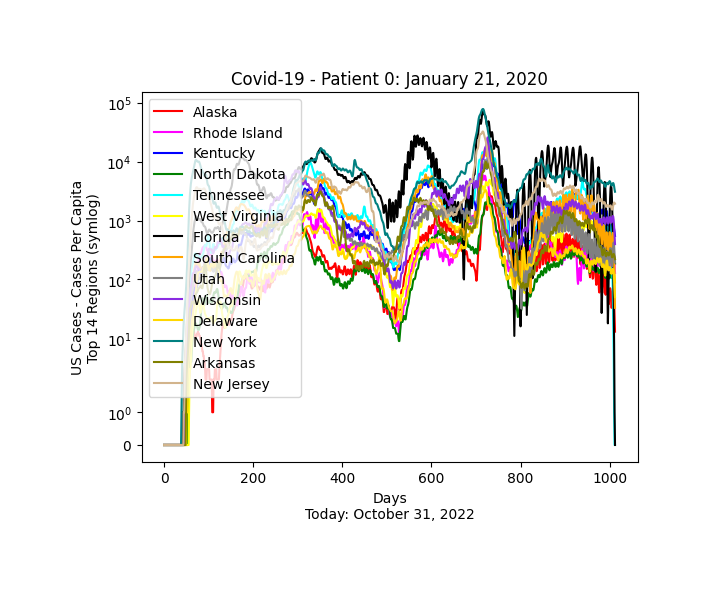 Covid-19 - Patient 0: January 21, 2020
US Cases - Cases Per Capita
Top 14 Regions (symlog)
10^5
10^4
10^3
10^2
10^1
10^0
0
Alaska
Rhode Island
Kentucky
North Dakota
Tennessee
West Virginia
Florida
South Carolina
Utah
Wisconsin
Delaware
New York
Arkansas
New Jersey
0 200 400 600 800 1000
Days
Today: October 31, 2022